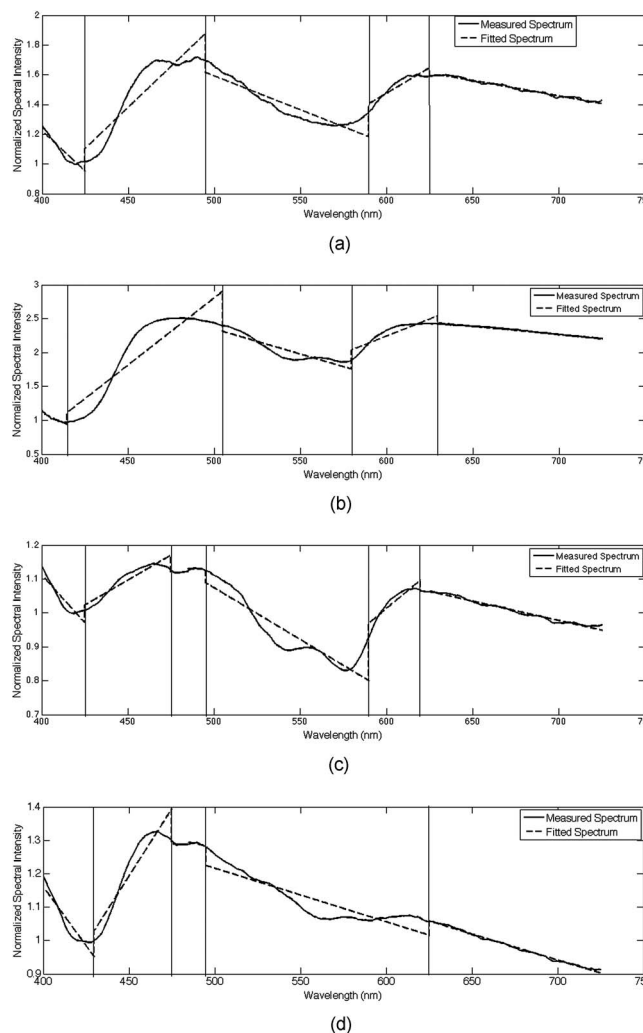 2
1.8
1.6
1.4
1.2
1
0.8
Normalized Spectral Intensity
Measured Spectrum
Fitted Spectrum
400 450 500 550 600 650 700 75
Wavelength (nm)
(a)
3
2.5
2
1.5
1
0.5
Normalized Spectral Intensity
Measured Spectrum
Fitted Spectrum
400 450 500 550 600 650 700 75
Wavelength (nm)
(b)
1.2
1.1
1
0.9
0.8
0.7
Normalized Spectral Intensity
Measured Spectrum
Fitted Spectrum
400 450 500 550 600 650 700 75
Wavelength (nm)
(c)
1.4
1.3
1.2
1.1
1
0.9
Normalized Spectral Intensity
Measured Spectrum
Fitted Spectrum
400 450 500 550 600 650 700 75
Wavelength (nm)
(d)